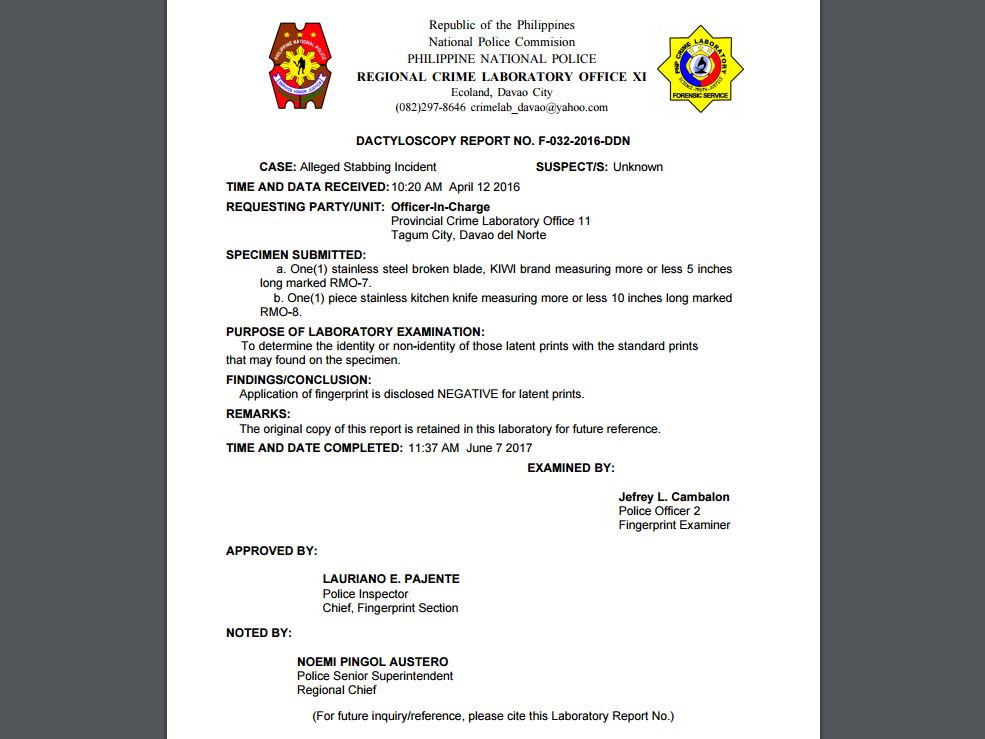 Republic of the Philippines
National Police Commision
PHILIPPINE NATIONAL POLICE
REGIONAL CRIME LABORATORY OFFICE XI
Ecoland, Davao City
(082)297-8646 crimelab_davao@yahoo.com
PHILIPPINE NATIONAL POLICE
SERVICE HONOR JUSTICE
PNP CRIME LABORATORY
SCIENCE-TRUTH-JUSTICE
FORENSIC SERVICE
DACTYLOSCOPY REPORT NO. F-032-2016-DDN
CASE: Alleged Stabbing Incident SUSPECT/S: Unknown
TIME AND DATA RECEIVED: 10:20 AM April 12 2016
REQUESTING PARTY/UNIT: Officer-In-Charge
Provincial Crime Laboratory Office 11
Tagum City, Davao del Norte
SPECIMEN SUBMITTED:
a. One(1) stainless steel broken blade, KIWI brand measuring more or less 5 inches
long marked RMO-7.
b. One(1) piece stainless kitchen knife measuring more or less 10 inches long marked
RMO-8.
PURPOSE OF LABORATORY EXAMINATION:
To determine the identity or non-identity of those latent prints with the standard prints
that may found on the specimen.
FINDINGS/CONCLUSION:
Application of fingerprint is disclosed NEGATIVE for latent prints.
REMARKS:
The original copy of this report is retained in this laboratory for future reference.
TIME AND DATE COMPLETED: 11:37 AM June 7 2017
EXAMINED BY:
Jefrey L. Cambalon
Police Officer 2
Fingerprint Examiner
APPROVED BY:
LAURIANO E. PAJENTE
Police Inspector
Chief, Fingerprint Section
NOTED BY:
NOEMI PINGOL AUSTERO
Police Senior Superintendent
Regional Chief
(For future inquiry/reference, please cite this Laboratory Report No.)